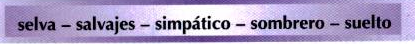 selva – salvajes – simpático – sombrero – suelto